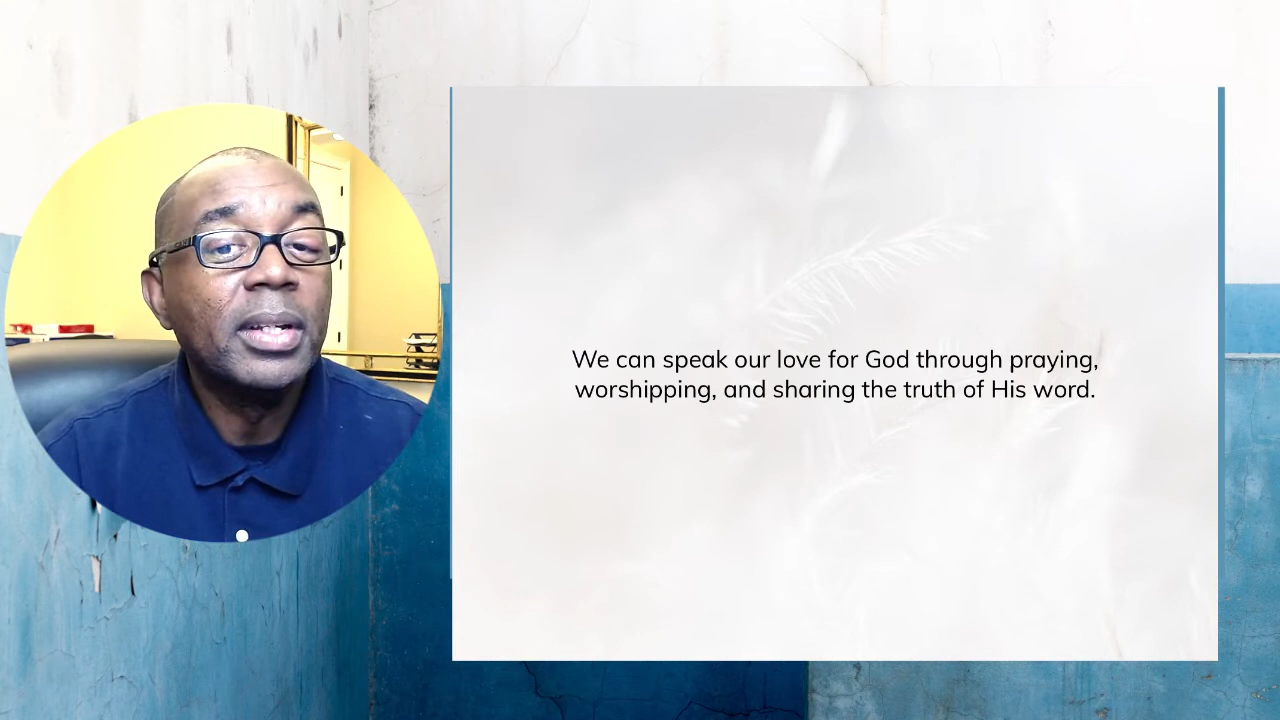 We can speak our love for God through praying,
worshipping, and sharing the truth of His word.